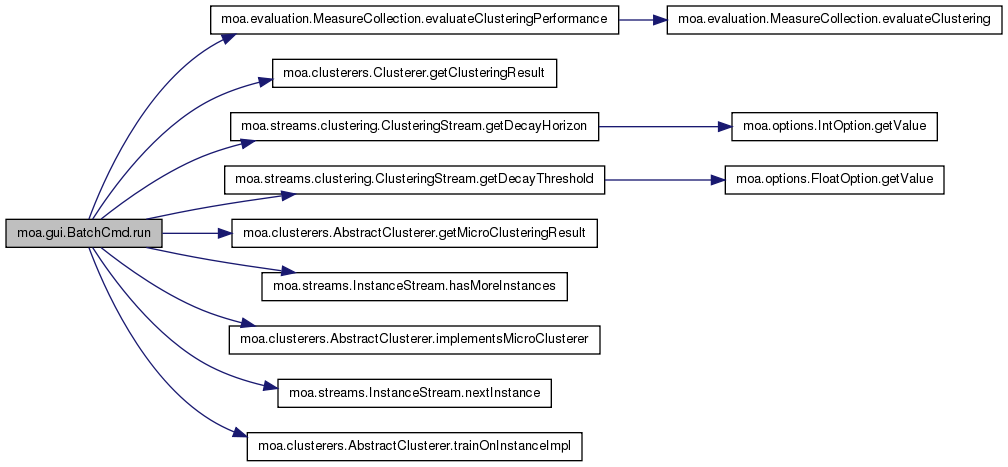 moa.evaluation.MeasureCollection.evaluateClusteringPerformance
moa.evaluation.MeasureCollection.evaluateClustering
moa.clusterers.Clusterer.getClusteringResult
moa.streams.clustering.ClusteringStream.getDecayHorizon
moa.options.IntOption.getValue
moa.streams.clustering.ClusteringStream.getDecayThreshold
moa.options.FloatOption.getValue
moa.gui.BatchCmd.run
moa.clusterers.AbstractClusterer.getMicroClusteringResult
moa.streams.InstanceStream.hasMoreInstances
moa.clusterers.AbstractClusterer.implementsMicroClusterer
moa.streams.InstanceStream.nextInstance
moa.clusterers.AbstractClusterer.trainOnInstanceImpl